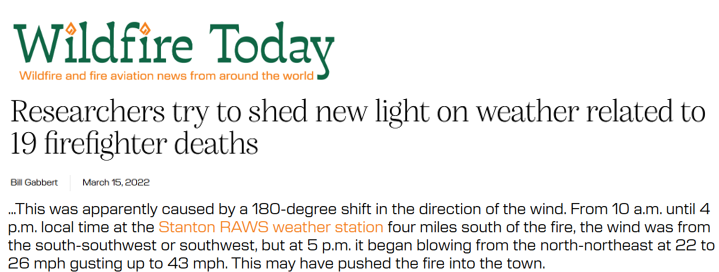 Wildfire Today
Wildfire and fire aviation news from around the world
Researchers try to shed new light on weather related to
19 firefighter deaths
Bill Gabbert March 15, 2022
...This was apparently caused by a 180-degree shift in the direction of the wind. From 10 a.m. until 4
p.m. local time at the Stanton RAWS weather station four miles south of the fire, the wind was from
the south-southwest or southwest, but at 5 p.m. it began blowing from the north-northeast at 22 to
26 mph gusting up to 43 mph. This may have pushed the fire into the town.